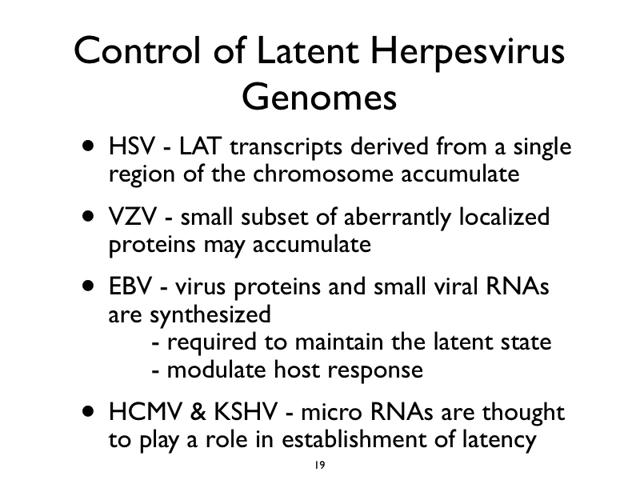 Control of Latent Herpesvirus
Genomes
• HSV - LAT transcripts derived from a single
region of the chromosome accumulate
• VZV - small subset of aberrantly localized
proteins may accumulate
• EBV - virus proteins and small viral RNAs
are synthesized
- required to maintain the latent state
- modulate host response
• HCMV & KSHV - micro RNAs are thought
to play a role in establishment of latency
19